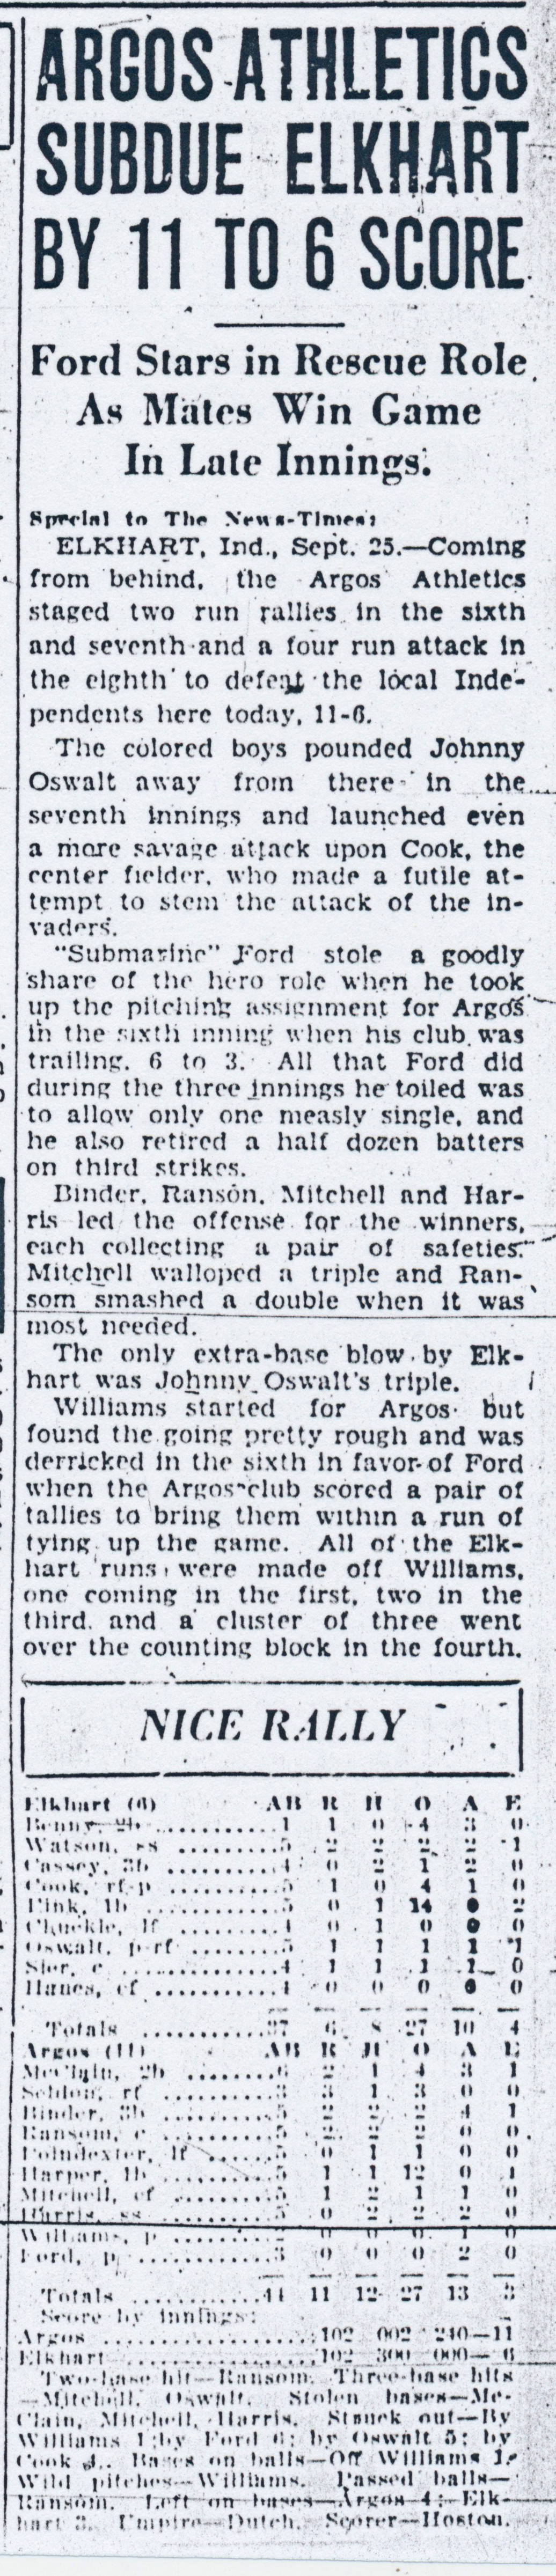 ARGOS ATHLETICS
SUBDUE ELKHART
BY 11 TO 6 SCORE
Ford Stars in Rescue Role
As Mates Win Game
In Late Innings.
Special to The News-Times:
ELKHART, Ind., Sept. 25.—Coming
from behind, the Argos Athletics
staged two run rallies in the sixth
and seventh and a four run attack in
the eighth to defeat the local Inde-
pendents here today, 11-6.
The colored boys pounded Johnny
Oswalt away from there in the
seventh innings and launched even
a more savage attack upon Cook, the
center fielder, who made a futile at-
tempt to stem the attack of the in-
vaders.
"Submarine" Ford stole a goodly
share of the hero role when he took
up the pitching assignment for Argos
in the sixth inning when his club was
trailing, 6 to 3. All that Ford did
during the three innings he toiled was
to allow only one measly single, and
he also retired a half dozen batters
on third strikes.
Binder, Ranson, Mitchell and Har-
ris led the offense for the winners,
each collecting a pair of safeties.
Mitchell walloped a triple and Ran-
som smashed a double when it was
most needed.
The only extra-base blow by Elk-
hart was Johnny Oswalt's triple.
Williams started for Argos but
found the going pretty rough and was
derricked in the sixth in favor of Ford
when the Argos club scored a pair of
tallies to bring them within a run of
tying up the game. All of the Elk-
hart runs were made off Williams,
one coming in the first, two in the
third, and a cluster of three went
over the counting block in the fourth.
NICE RALLY
Elkhart (6) AB R H O A E
Benny, 2b ............1 1 0 4 3 0
Watson, ss ............5 2 2 2 2 1
Cassey, 3b ............4 0 2 1 2 0
Cook, rf-p ............5 1 0 4 1 0
Fink, 1b ............5 0 1 14 0 2
Chuckle, lf ............4 0 1 0 0 0
Oswalt, p-rf ............5 1 1 1 1 1
Sier, c ............4 1 1 1 1 0
Hanes, cf ............4 0 0 0 0 0
Totals ............37 6 8 27 10 4
Argos (11) AB R H O A E
McClain, 2b ............6 2 1 4 3 1
Seldon, rf ............3 3 1 3 0 0
Binder, 3b ............5 2 2 2 4 1
Ransom, c ............5 2 2 2 0 0
Poindexter, lf ............5 0 1 1 0 0
Harper, 1b ............5 1 1 12 0 1
Mitchell, cf ............5 1 2 1 1 0
Harris, ss ............5 0 2 2 2 0
Williams, p ............2 0 0 0 1 0
Ford, p ............3 0 0 0 2 0
Totals ............44 11 12 27 13 3
Score by innings:
Argos ............102 002 240—11
Elkhart ............102 300 000— 6
Two-base hit—Ransom. Three-base hits
—Mitchell, Oswalt. Stolen bases—Mc-
Clain, Mitchell, Harris. Struck out—By
Williams 1; by Ford 6; by Oswalt 5; by
Cook 4. Bases on balls—Off Williams 1.
Wild pitches—Williams. Passed balls—
Ransom. Left on bases—Argos 4; Elk-
hart 3. Umpire—Dutch. Scorer—Hoston.